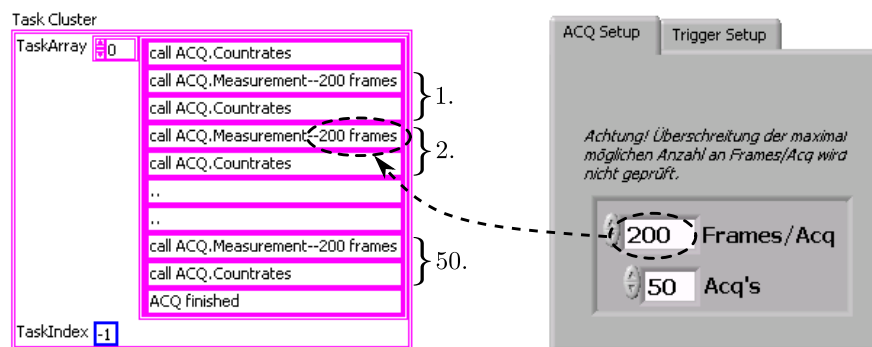 Task Cluster
TaskArray 0
call ACQ.Countrates
call ACQ.Measurement--200 frames
call ACQ.Countrates
1.
call ACQ.Measurement--200 frames
call ACQ.Countrates
2.
..
..
call ACQ.Measurement--200 frames
call ACQ.Countrates
50.
ACQ finished
TaskIndex -1
ACQ Setup
Trigger Setup
Achtung! Überschreitung der maximal
möglichen Anzahl an Frames/Acq wird
nicht geprüft.
200 Frames/Acq
50 Acq's